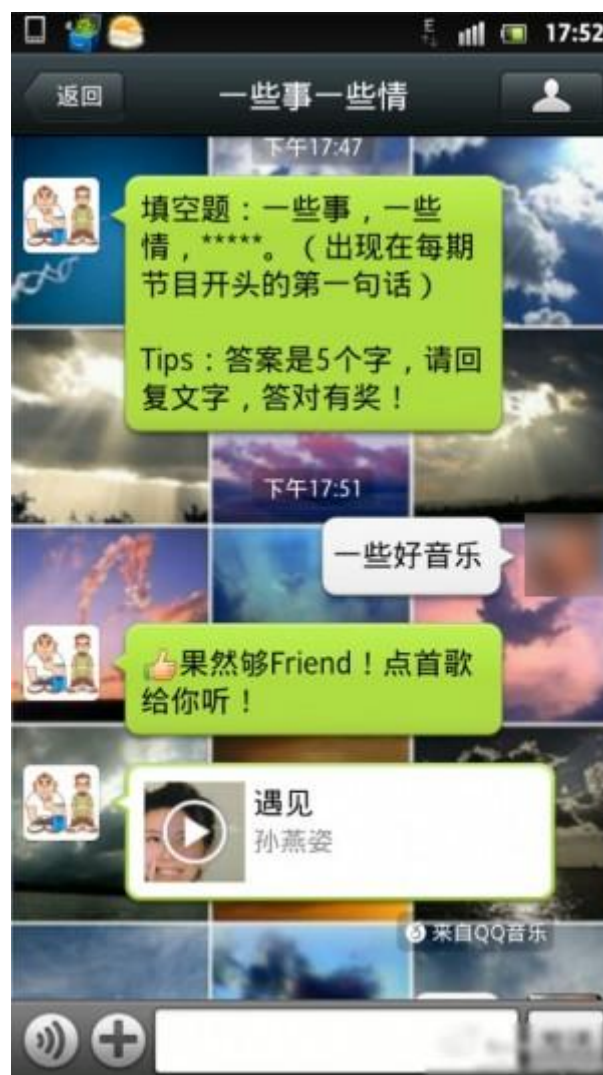 17:52
返回
一些事一些情
下午17:47
填空题：一些事，一些
情，*****。（出现在每期
节目开头的第一句话）
Tips：答案是5个字，请回
复文字，答对有奖！
下午17:51
一些好音乐
果然够Friend！点首歌
给你听！
遇见
孙燕姿
来自QQ音乐